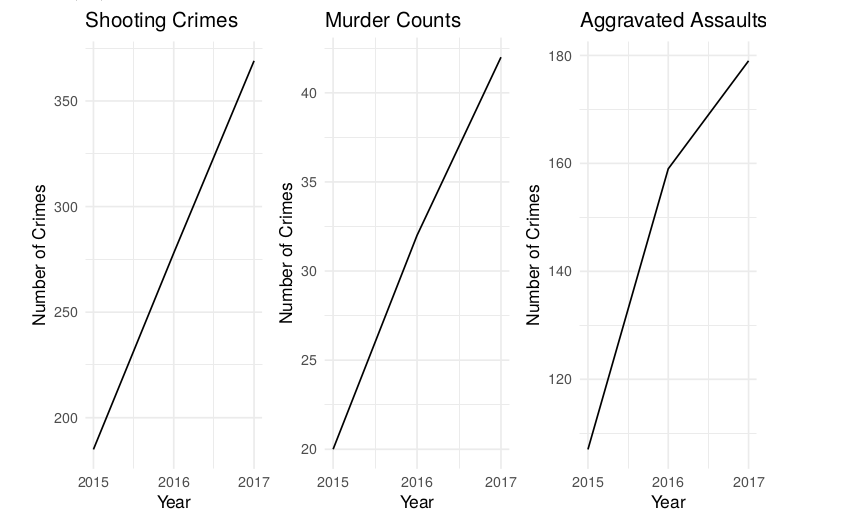 Shooting Crimes
Number of Crimes
350
300
250
200
2015 2016 2017
Year
Murder Counts
Number of Crimes
40
35
30
25
20
2015 2016 2017
Year
Aggravated Assaults
Number of Crimes
180
160
140
120
2015 2016 2017
Year